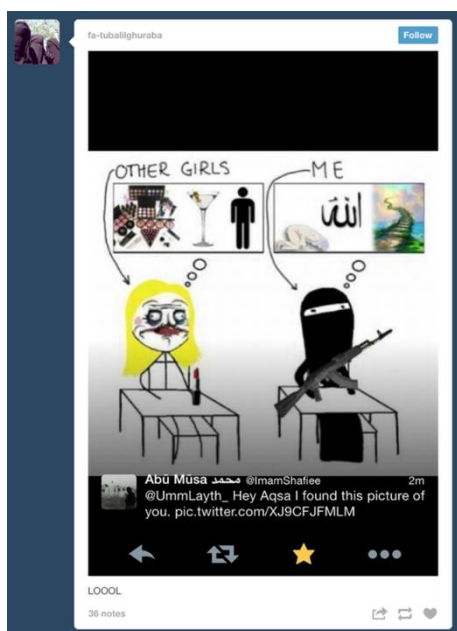 fa-tubalilghuraba
Follow
OTHER GIRLS
ME
الله
Abū Mūsa محمد @ImamShafiee
2m
@UmmLayth_ Hey Aqsa I found this picture of
you. pic.twitter.com/XJ9CFJFMLM
LOOOL
36 notes